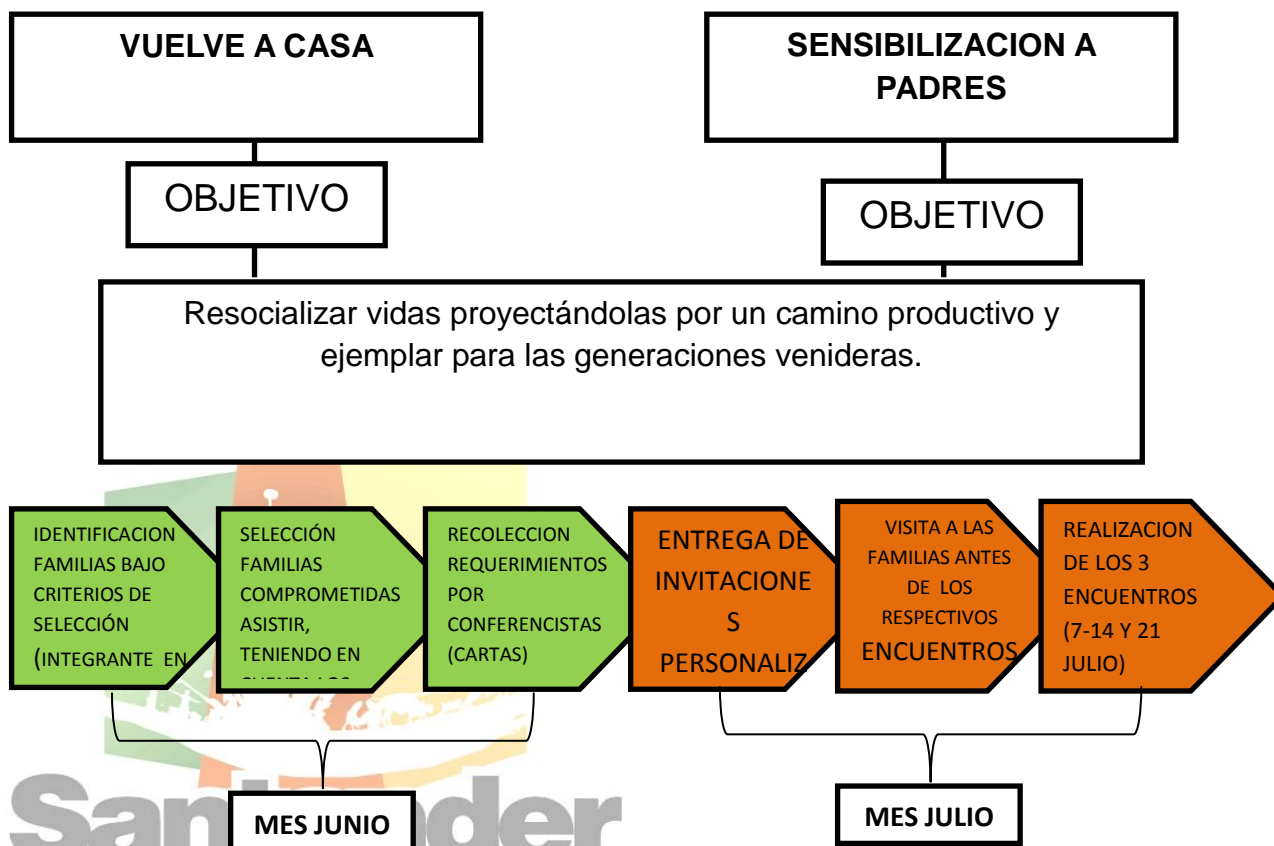 VUELVE A CASA
SENSIBILIZACION A
PADRES
OBJETIVO
OBJETIVO
Resocializar vidas proyectándolas por un camino productivo y
ejemplar para las generaciones venideras.
IDENTIFICACION
FAMILIAS BAJO
CRITERIOS DE
SELECCIÓN
(INTEGRANTE EN
SELECCIÓN
FAMILIAS
COMPROMETIDAS
ASISTIR,
TENIENDO EN
CUENTA LOS
RECOLECCION
REQUERIMIENTOS
POR
CONFERENCISTAS
(CARTAS)
ENTREGA DE
INVITACIONE
S
PERSONALIZ
VISITA A LAS
FAMILIAS ANTES
DE LOS
RESPECTIVOS
ENCUENTROS
REALIZACION
DE LOS 3
ENCUENTROS
(7-14 Y 21
JULIO)
MES JUNIO
MES JULIO
Santander